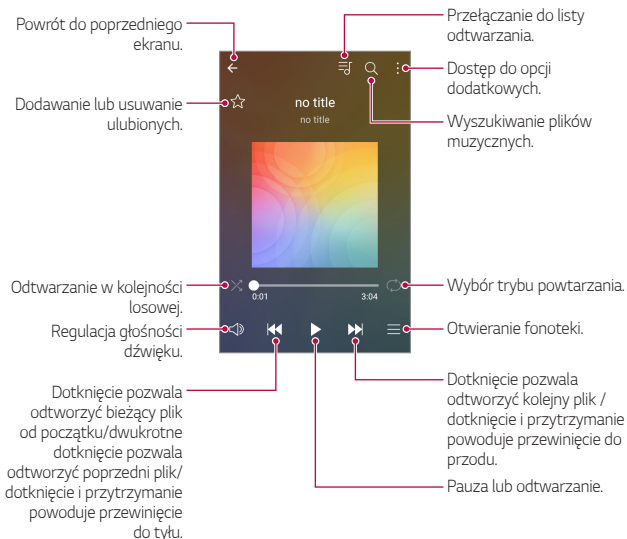 Powrót do poprzedniego
ekranu.
Dodawanie lub usuwanie
ulubionych.
Odtwarzanie w kolejności
losowej.
Regulacja głośności
dźwięku.
Dotknięcie pozwala
odtworzyć bieżący plik
od początku/dwukrotne
dotknięcie pozwala
odtworzyć poprzedni plik/
dotknięcie i przytrzymanie
powoduje przewinięcie
do tyłu.
no title
no title
0:01
3:04
Przełączanie do listy
odtwarzania.
Dostęp do opcji
dodatkowych.
Wyszukiwanie plików
muzycznych.
Wybór trybu powtarzania.
Otwieranie fonoteki.
Dotknięcie pozwala
odtworzyć kolejny plik /
dotknięcie i przytrzymanie
powoduje przewinięcie do
przodu.
Pauza lub odtwarzanie.